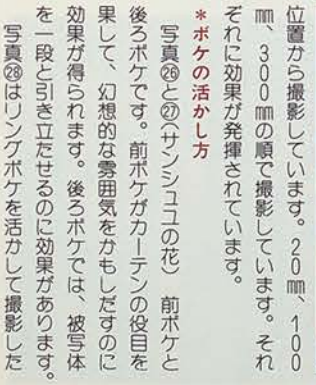 位置から撮影しています。20㎜、100
㎜、300㎜の順で撮影しています。それ
ぞれに効果が発揮されています。
＊ボケの活かし方
写真㉖と㉗(サンシュユの花)　前ボケと
後ろボケです。前ボケがカーテンの役目を
果して、幻想的な雰囲気をかもしだすのに
効果が得られます。後ろボケでは、被写体
を一段と引き立たせるのに効果があります。
写真㉘はリングボケを活かして撮影した